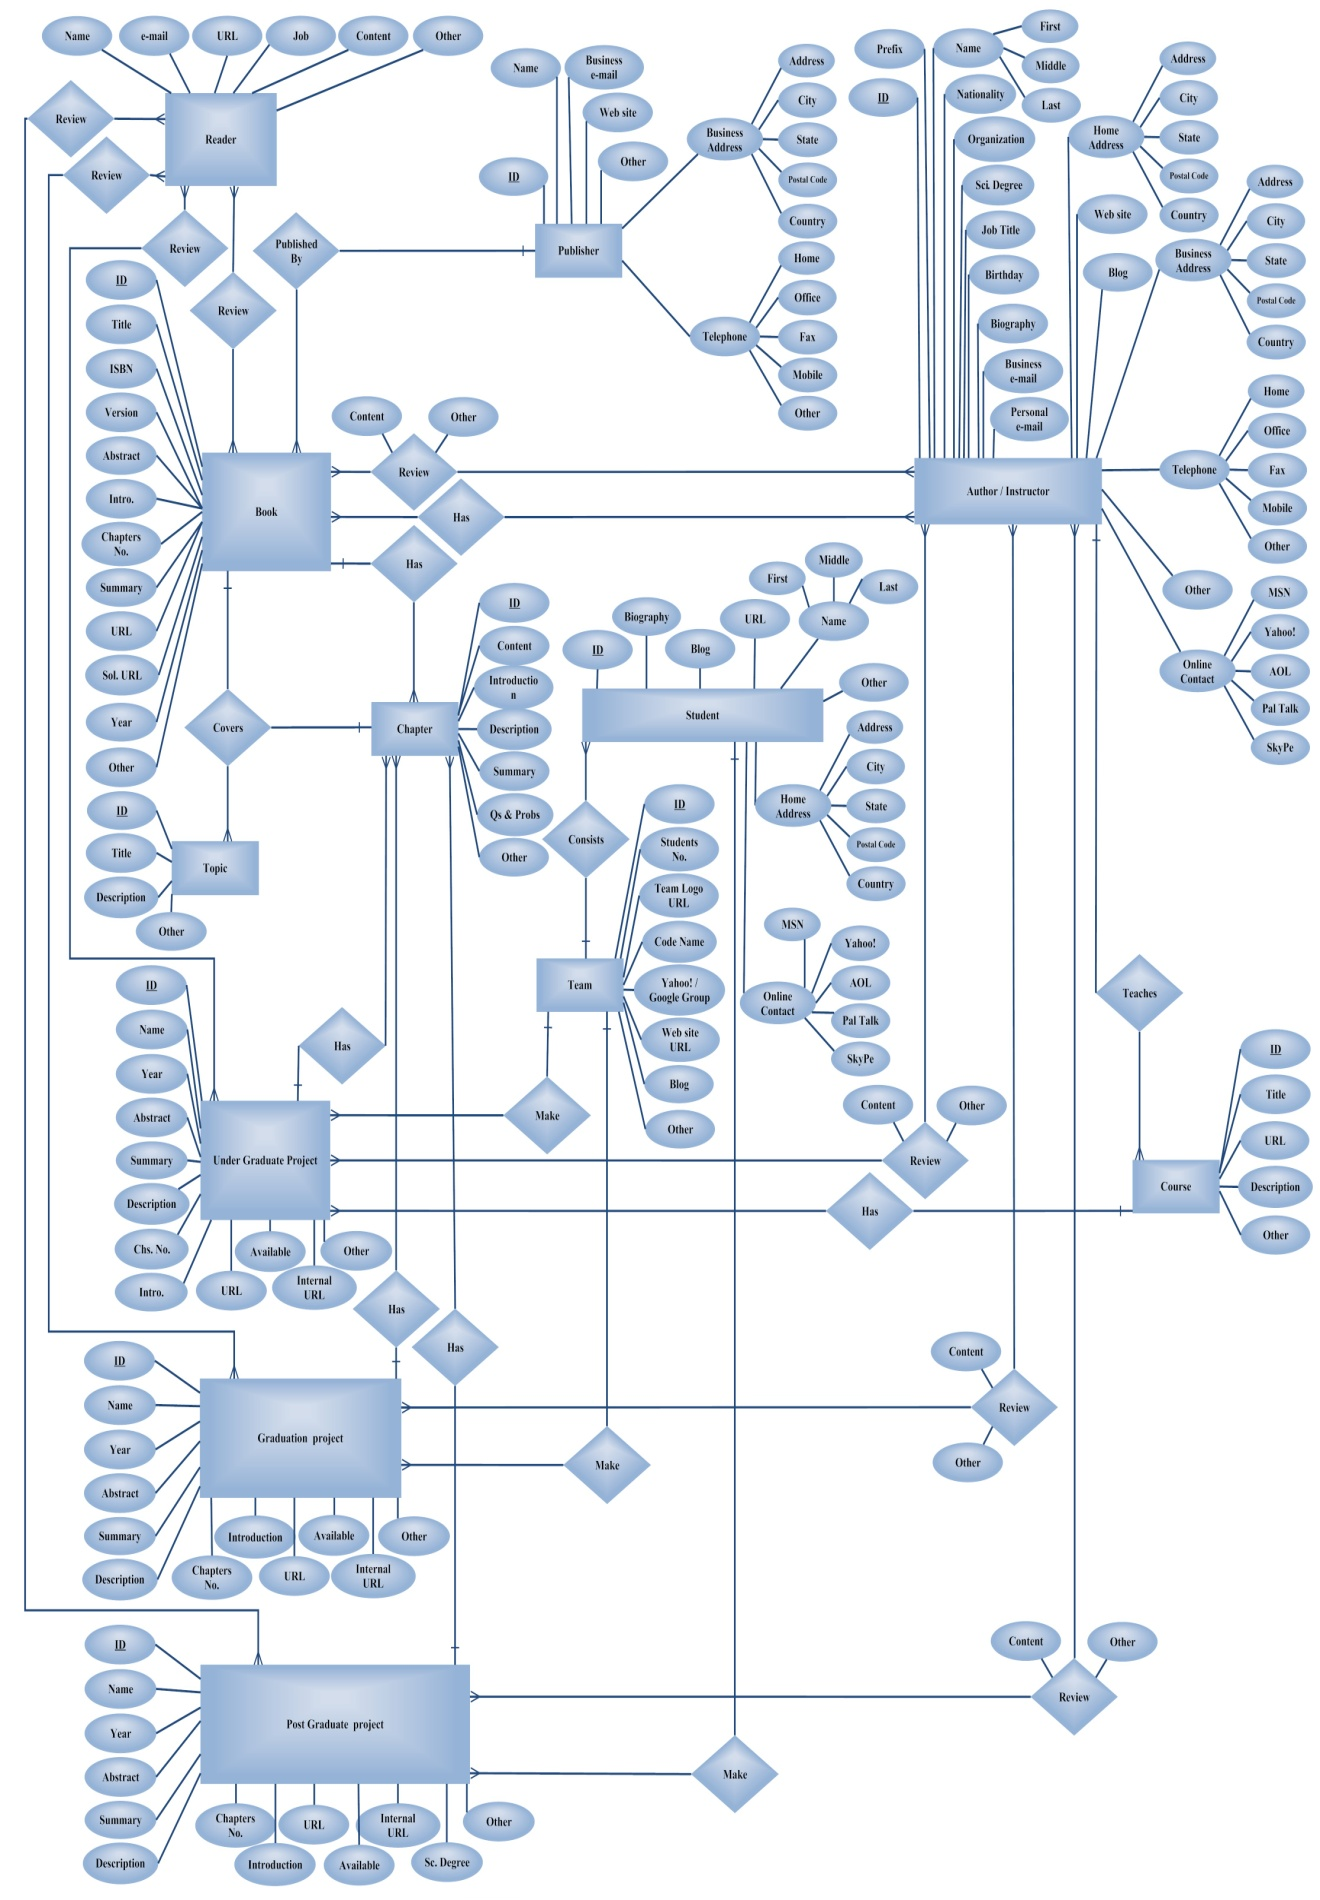 Name
e-mail
URL
Job
Content
Other
Review
Reader
Review
Review
Published
By
Review
Name
Business
e-mail
Web site
Other
ID
Publisher
Business
Address
Address
City
State
Postal Code
Country
Telephone
Home
Office
Fax
Mobile
Other
Prefix
ID
Name
First
Middle
Last
Nationality
Organization
Sci. Degree
Job Title
Birthday
Biography
Business
e-mail
Personal
e-mail
Home
Address
Address
City
State
Postal Code
Country
Web site
Blog
Business
Address
Address
City
State
Postal Code
Country
Telephone
Home
Office
Fax
Mobile
Other
Other
Online
Contact
MSN
Yahoo!
AOL
Pal Talk
SkyPe
Author / Instructor
ID
Title
ISBN
Version
Abstract
Intro.
Chapters
No.
Summary
URL
Sol. URL
Year
Other
Book
Content
Other
Review
Has
Has
Covers
Chapter
ID
Content
Introductio
n
Description
Summary
Qs & Probs
Other
ID
Title
Description
Other
Topic
ID
Biography
Blog
URL
First
Middle
Last
Name
Other
Student
Home
Address
Address
City
State
Postal Code
Country
Online
Contact
MSN
Yahoo!
AOL
Pal Talk
SkyPe
Consists
Team
ID
Students
No.
Team Logo
URL
Code Name
Yahoo! /
Google Group
Web site
URL
Blog
Other
Teaches
Course
ID
Title
URL
Description
Other
Has
Make
Content
Other
Review
Has
ID
Name
Year
Abstract
Summary
Description
Chs. No.
Intro.
URL
Available
Internal
URL
Other
Under Graduate Project
Has
Has
ID
Name
Year
Abstract
Summary
Description
Graduation project
Chapters
No.
Introduction
URL
Available
Internal
URL
Other
Make
Content
Other
Review
ID
Name
Year
Abstract
Summary
Description
Post Graduate project
Chapters
No.
Introduction
URL
Available
Internal
URL
Sc. Degree
Other
Make
Content
Other
Review